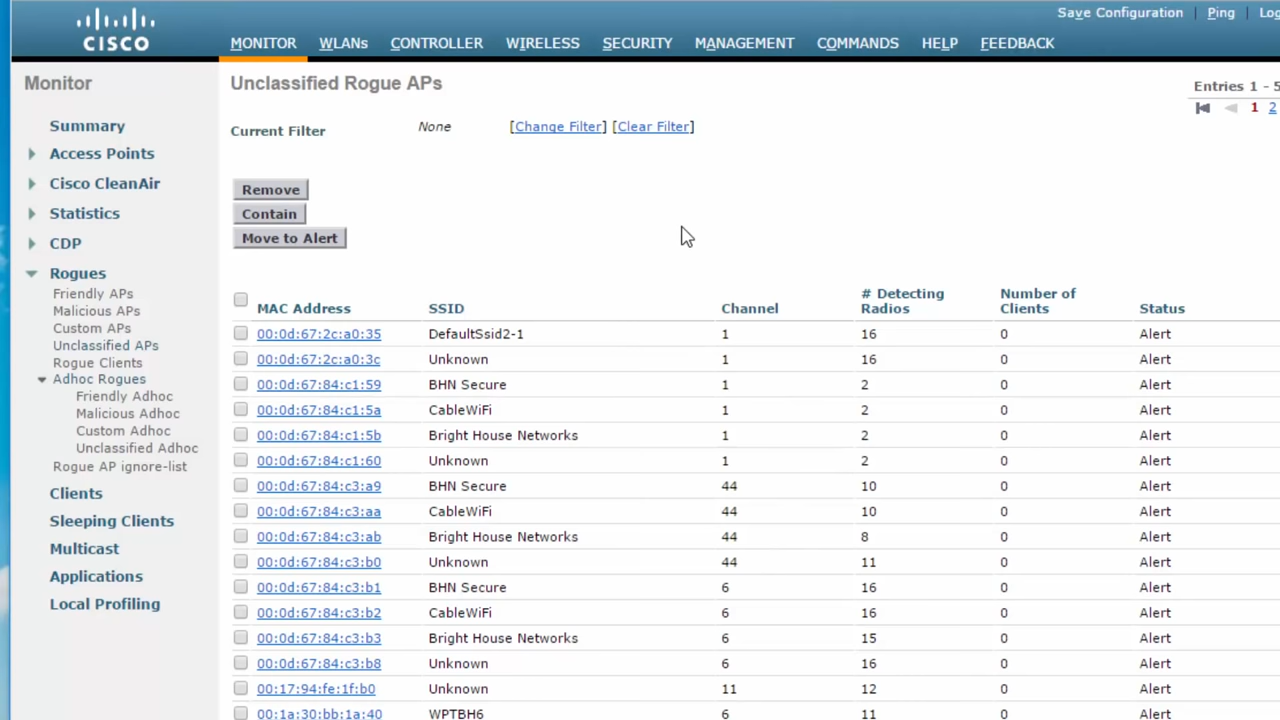 Save Configuration | Ping | Log
CISCO
MONITOR WLANs CONTROLLER WIRELESS SECURITY MANAGEMENT COMMANDS HELP FEEDBACK
Monitor
Summary
Access Points
Cisco CleanAir
Statistics
CDP
Rogues
Friendly APs
Malicious APs
Custom APs
Unclassified APs
Rogue Clients
Adhoc Rogues
Friendly Adhoc
Malicious Adhoc
Custom Adhoc
Unclassified Adhoc
Rogue AP ignore-list
Clients
Sleeping Clients
Multicast
Applications
Local Profiling
Unclassified Rogue APs
Entries 1 - 5
1 2
Current Filter None [Change Filter] [Clear Filter]
Remove
Contain
Move to Alert
MAC Address SSID Channel # Detecting Radios Number of Clients Status
00:0d:67:2c:a0:35 DefaultSsid2-1 1 16 0 Alert
00:0d:67:2c:a0:3c Unknown 1 16 0 Alert
00:0d:67:84:c1:59 BHN Secure 1 2 0 Alert
00:0d:67:84:c1:5a CableWiFi 1 2 0 Alert
00:0d:67:84:c1:5b Bright House Networks 1 2 0 Alert
00:0d:67:84:c1:60 Unknown 1 2 0 Alert
00:0d:67:84:c3:a9 BHN Secure 44 10 0 Alert
00:0d:67:84:c3:aa CableWiFi 44 10 0 Alert
00:0d:67:84:c3:ab Bright House Networks 44 8 0 Alert
00:0d:67:84:c3:b0 Unknown 44 11 0 Alert
00:0d:67:84:c3:b1 BHN Secure 6 16 0 Alert
00:0d:67:84:c3:b2 CableWiFi 6 16 0 Alert
00:0d:67:84:c3:b3 Bright House Networks 6 15 0 Alert
00:0d:67:84:c3:b8 Unknown 6 16 0 Alert
00:17:94:fe:1f:b0 Unknown 11 12 0 Alert
00:1a:30:bb:1a:40 WPTBH6 6 11 0 Alert